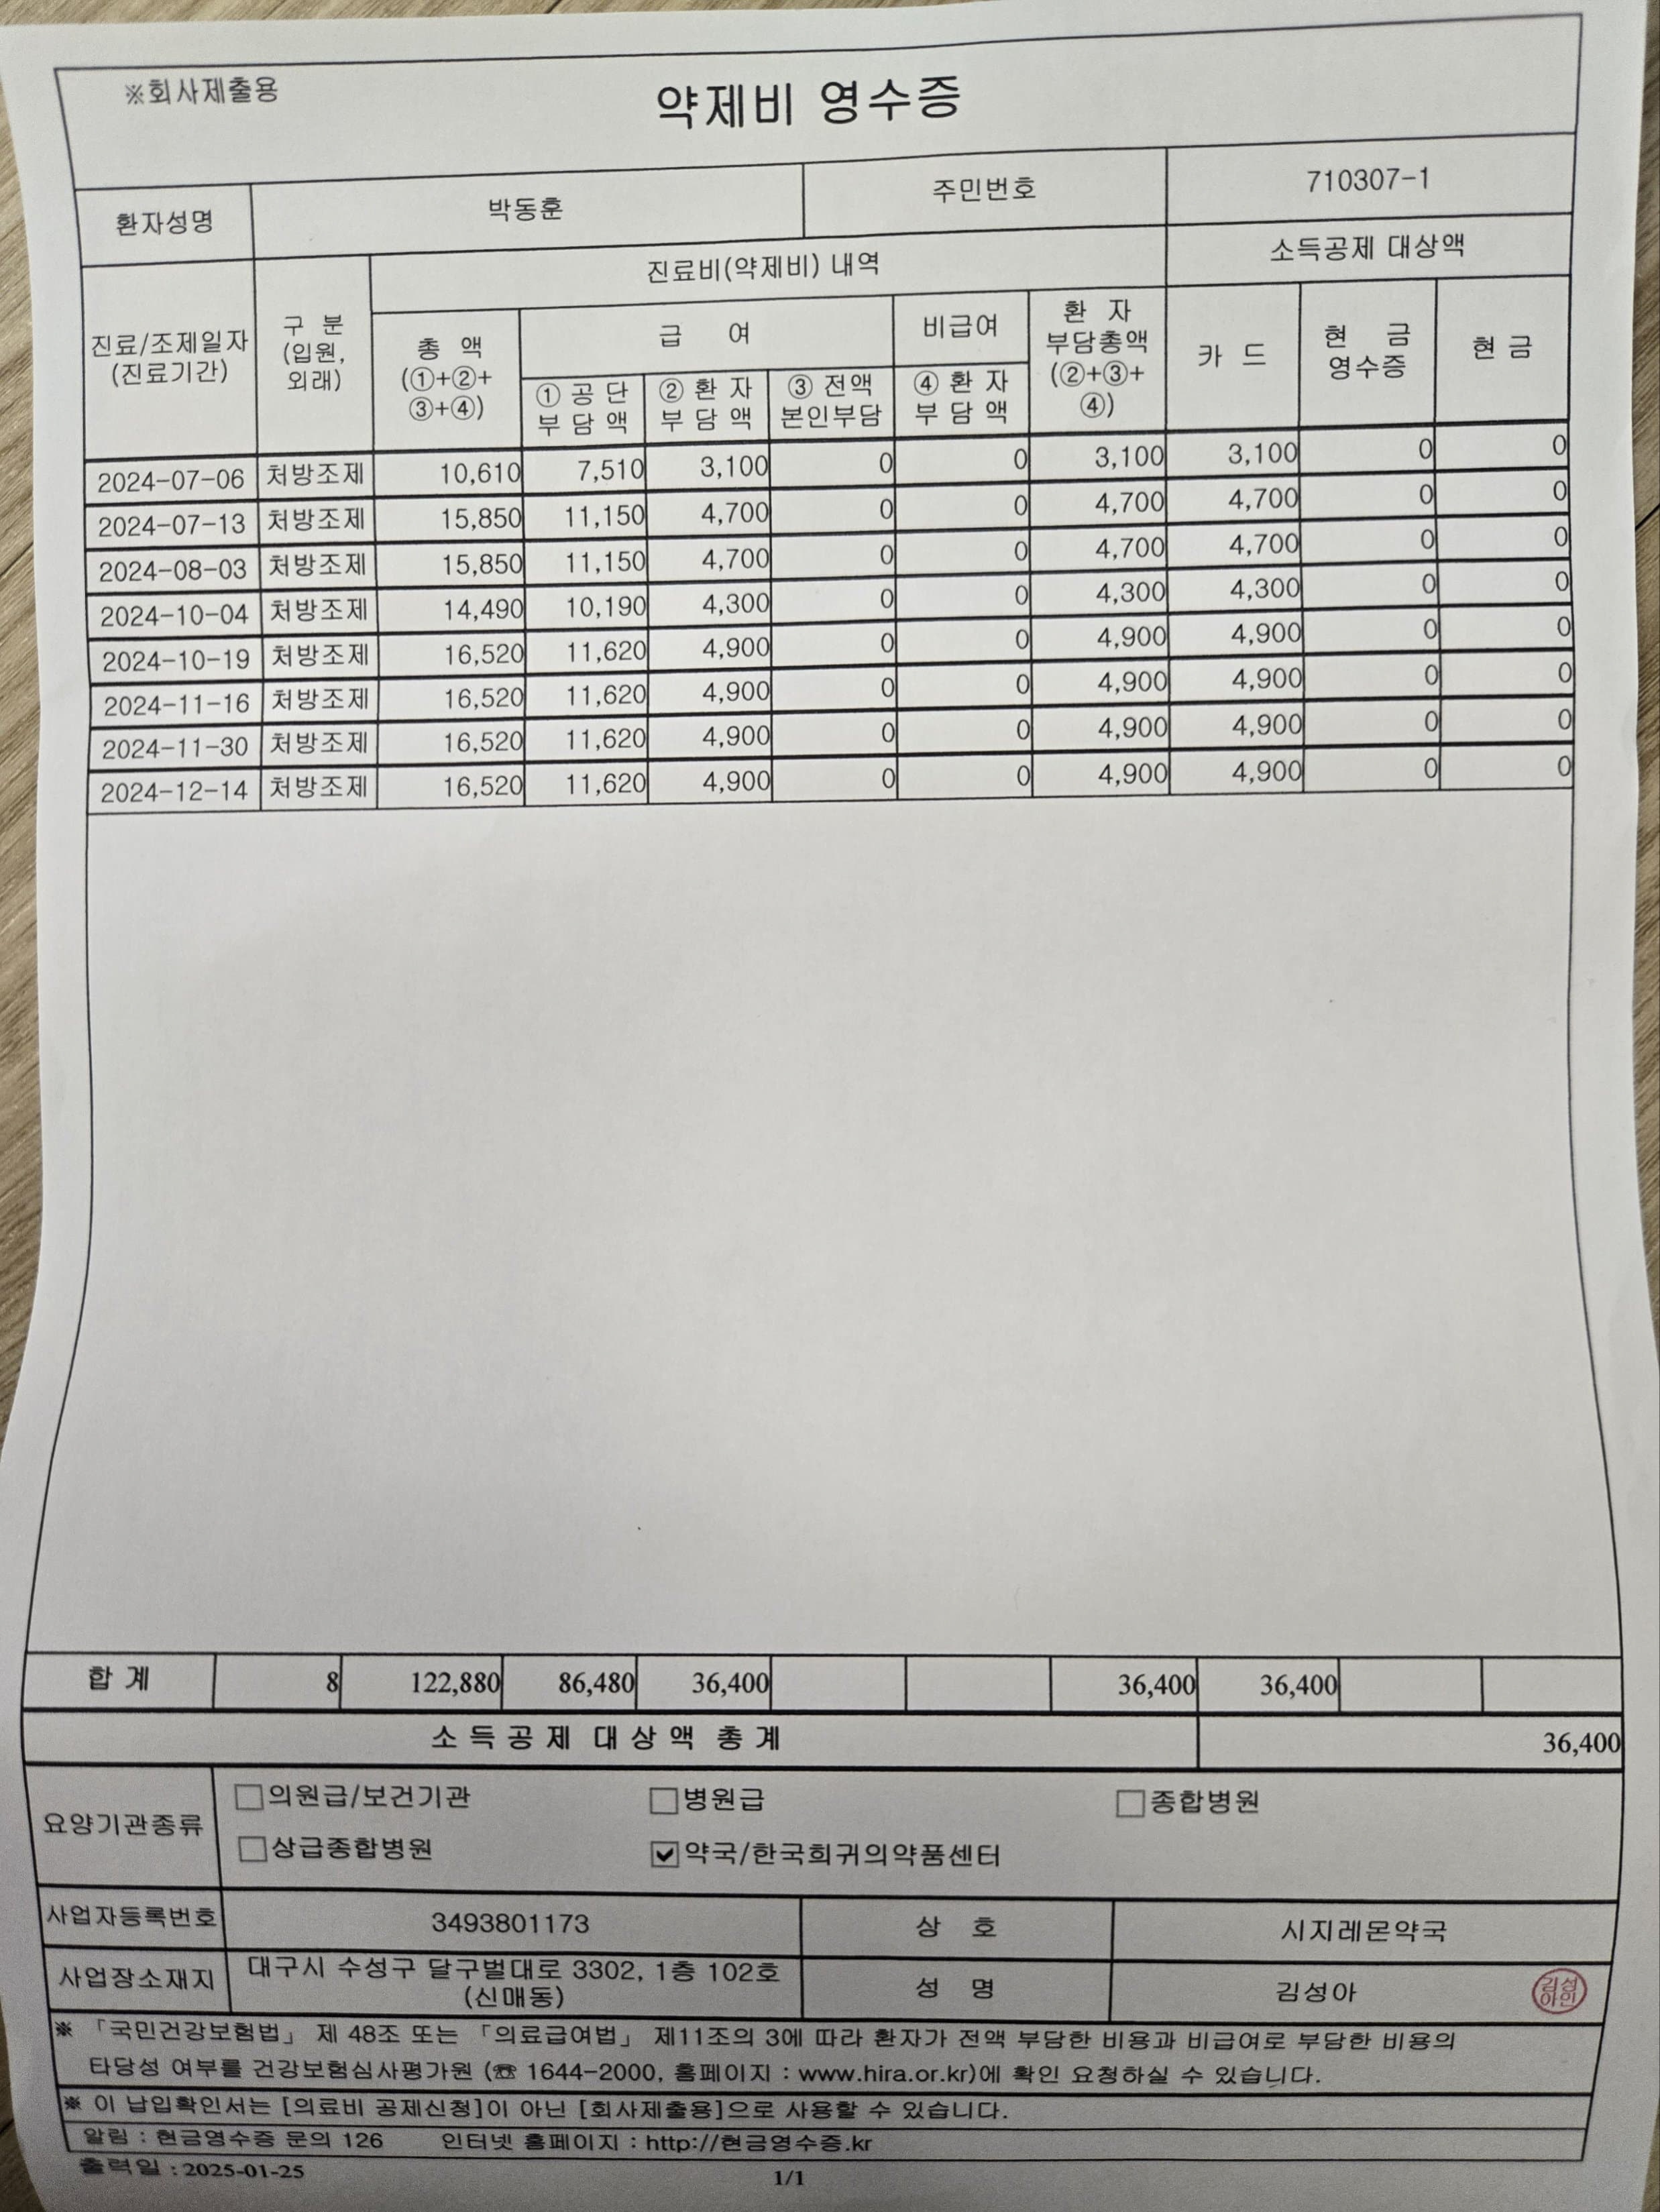 ※회사제출용
약제비 영수증
환자성명 박동훈 주민번호 710307-1
진료/조제일자 (진료기간) 구 분 (입원, 외래) 진료비(약제비) 내역 소득공제 대상액
총 액 (①+②+③+④) 급 여 비급여 환 자 부담총액 (②+③+④) 카 드 현 금 영수증 현 금
① 공 단 부 담 액 ② 환 자 부 담 액 ③ 전액 본인부담 ④ 환 자 부 담 액
2024-07-06 처방조제 10,610 7,510 3,100 0 0 3,100 3,100 0 0
2024-07-13 처방조제 15,850 11,150 4,700 0 0 4,700 4,700 0 0
2024-08-03 처방조제 15,850 11,150 4,700 0 0 4,700 4,700 0 0
2024-10-04 처방조제 14,490 10,190 4,300 0 0 4,300 4,300 0 0
2024-10-19 처방조제 16,520 11,620 4,900 0 0 4,900 4,900 0 0
2024-11-16 처방조제 16,520 11,620 4,900 0 0 4,900 4,900 0 0
2024-11-30 처방조제 16,520 11,620 4,900 0 0 4,900 4,900 0 0
2024-12-14 처방조제 16,520 11,620 4,900 0 0 4,900 4,900 0 0
합 계 8 122,880 86,480 36,400 36,400 36,400
소 득 공 제 대 상 액 총 계 36,400
요양기관종류 의원급/보건기관 병원급 종합병원
상급종합병원 약국/한국희귀의약품센터
사업자등록번호 3493801173 상 호 시지레몬약국
사업장소재지 대구시 수성구 달구벌대로 3302, 1층 102호 (신매동) 성 명 김성아 김성아인
※ 「국민건강보험법」 제 48조 또는 「의료급여법」 제11조의 3에 따라 환자가 전액 부담한 비용과 비급여로 부담한 비용의
타당성 여부를 건강보험심사평가원 (☎ 1644-2000, 홈페이지 : www.hira.or.kr)에 확인 요청하실 수 있습니다.
※ 이 납입확인서는 [의료비 공제신청]이 아닌 [회사제출용]으로 사용할 수 있습니다.
알림 : 현금영수증 문의 126 인터넷 홈페이지 : http://현금영수증.kr
출력일 : 2025-01-25 1/1